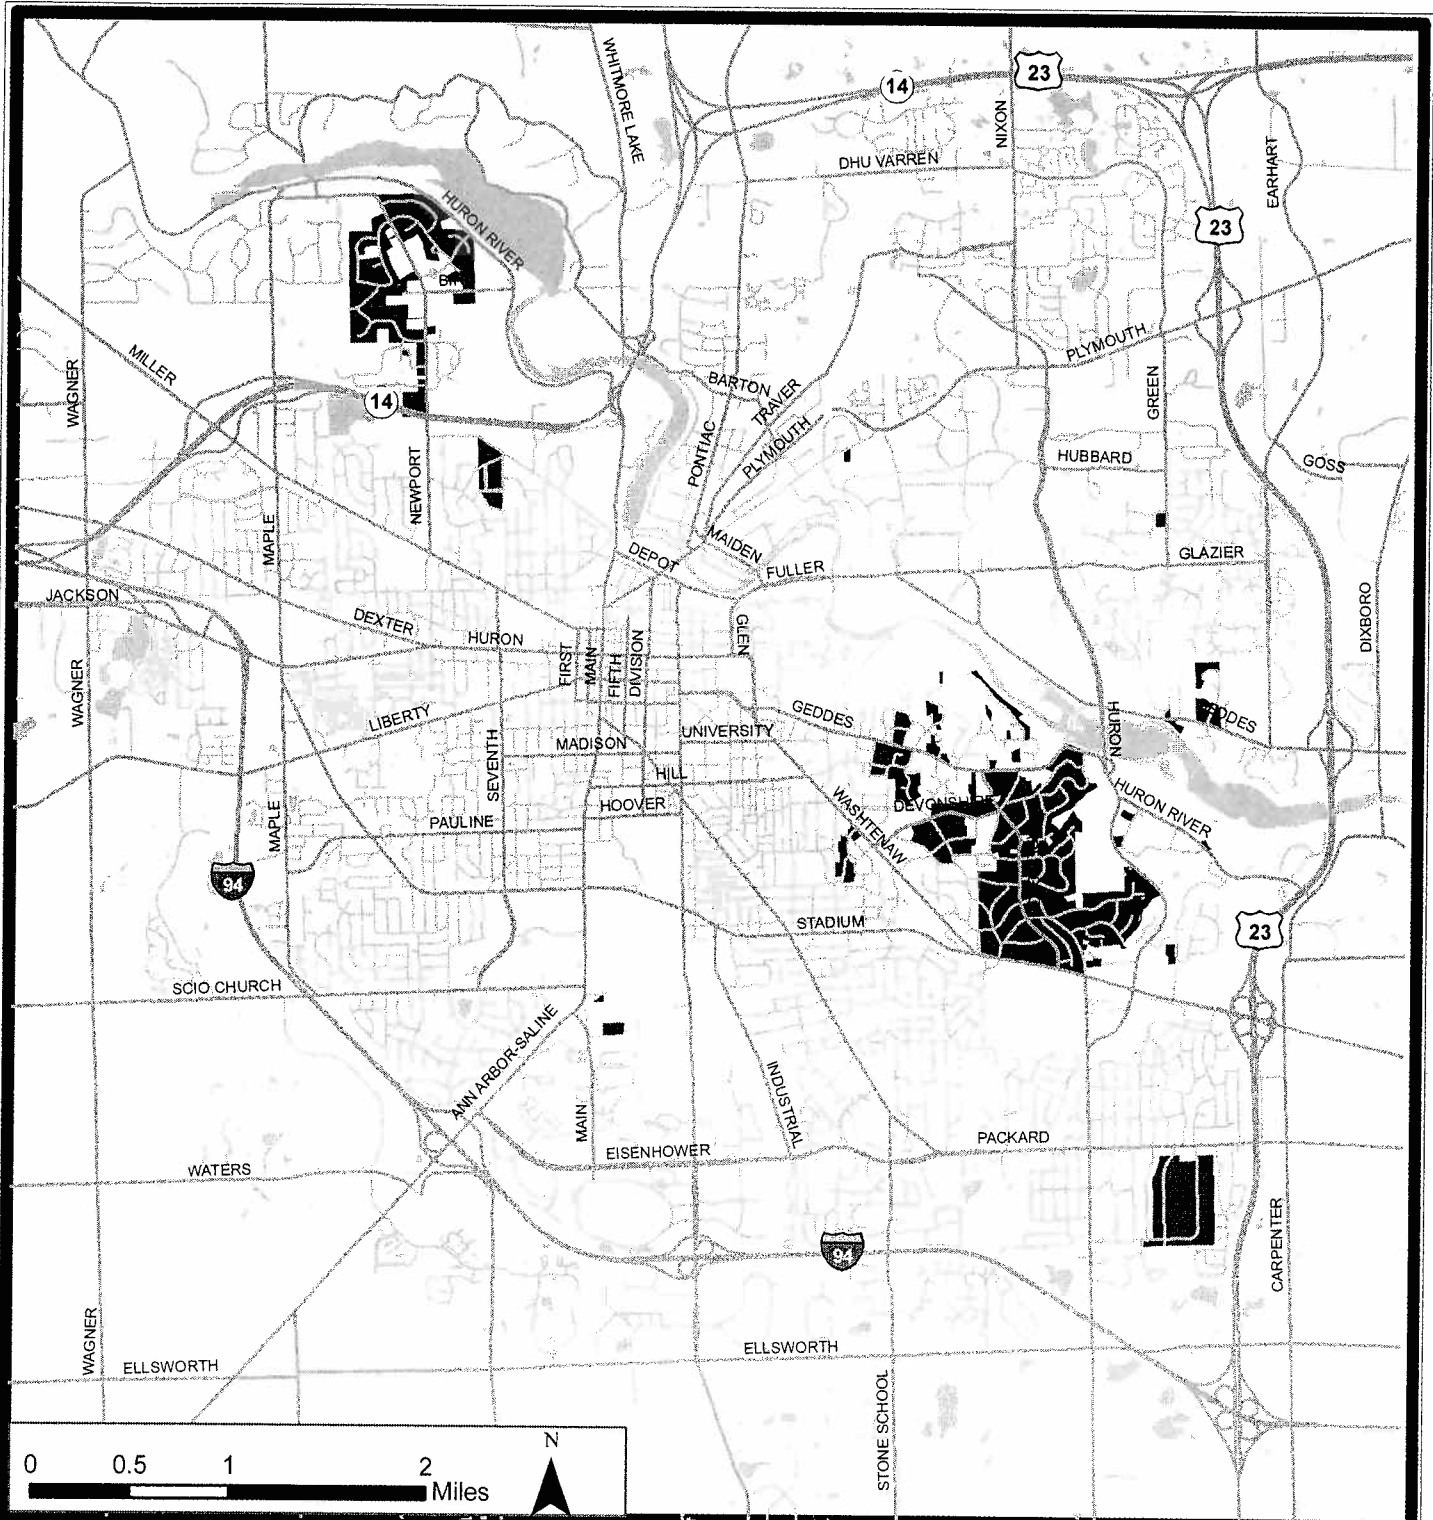 WHITMORE LAKE
14
23
NIXON
DHU VARREN
EARHART
23
HURON RIVER
WAGNER
MILLER
14
BARTON
TRAVER
PLYMOUTH
PLYMOUTH
GREEN
PONTIAC
NEWPORT
HUBBARD
GOSS
MAPLE
MAIDEN
DEPOT
FULLER
GLAZIER
JACKSON
DEXTER
HURON
GLEN
DIXBORO
FIRST
MAIN
FIFTH
DIVISION
WAGNER
LIBERTY
GEDDES
GEDDES
HURON
UNIVERSITY
MADISON
SEVENTH
HILL
HOOVER
DEVONSHIRE
WASHTENAW
HURON RIVER
MAPLE
PAULINE
94
STADIUM
23
SCIO CHURCH
ANN ARBOR-SALINE
MAIN
INDUSTRIAL
PACKARD
EISENHOWER
WATERS
CARPENTER
94
WAGNER
ELLSWORTH
ELLSWORTH
STONE SCHOOL
N
0 0.5 1 2
Miles